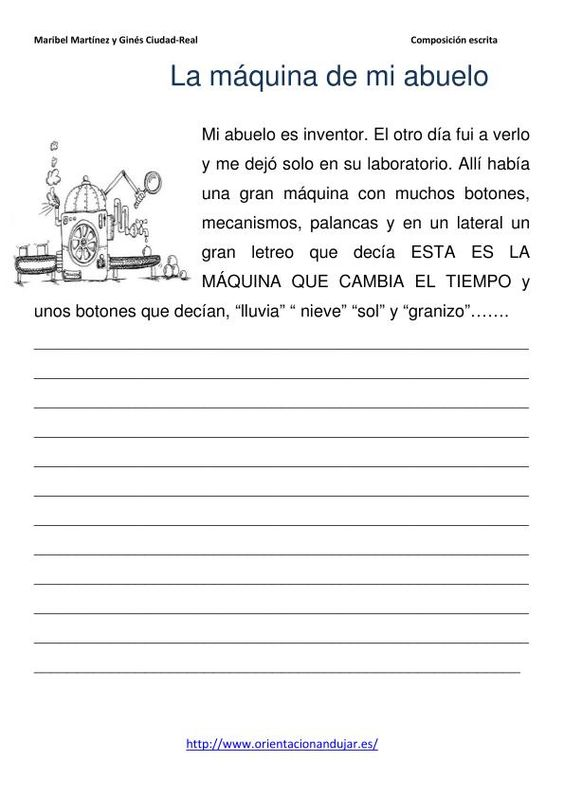 Maribel Martínez y Ginés Ciudad-Real Composición escrita
La máquina de mi abuelo
Mi abuelo es inventor. El otro día fui a verlo
y me dejó solo en su laboratorio. Allí había
una gran máquina con muchos botones,
mecanismos, palancas y en un lateral un
gran letreo que decía ESTA ES LA
MÁQUINA QUE CAMBIA EL TIEMPO y
unos botones que decían, “lluvia” “ nieve” “sol” y “granizo”…….
http://www.orientacionandujar.es/